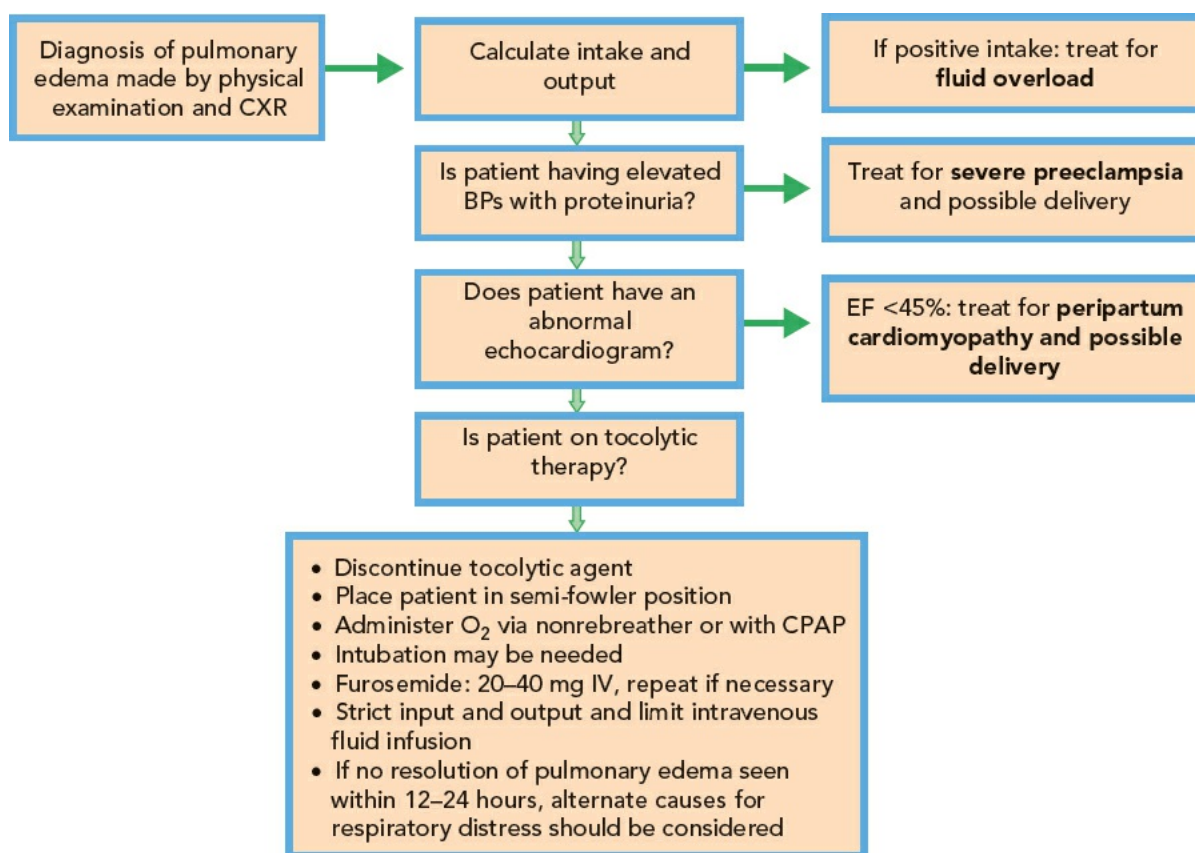 Diagnosis of pulmonary
edema made by physical
examination and CXR
Calculate intake and
output
If positive intake: treat for
fluid overload
Is patient having elevated
BPs with proteinuria?
Treat for severe preeclampsia
and possible delivery
Does patient have an
abnormal
echocardiogram?
EF <45%: treat for peripartum
cardiomyopathy and possible
delivery
Is patient on tocolytic
therapy?
• Discontinue tocolytic agent
• Place patient in semi-fowler position
• Administer O₂ via nonrebreather or with CPAP
• Intubation may be needed
• Furosemide: 20–40 mg IV, repeat if necessary
• Strict input and output and limit intravenous
fluid infusion
• If no resolution of pulmonary edema seen
within 12–24 hours, alternate causes for
respiratory distress should be considered